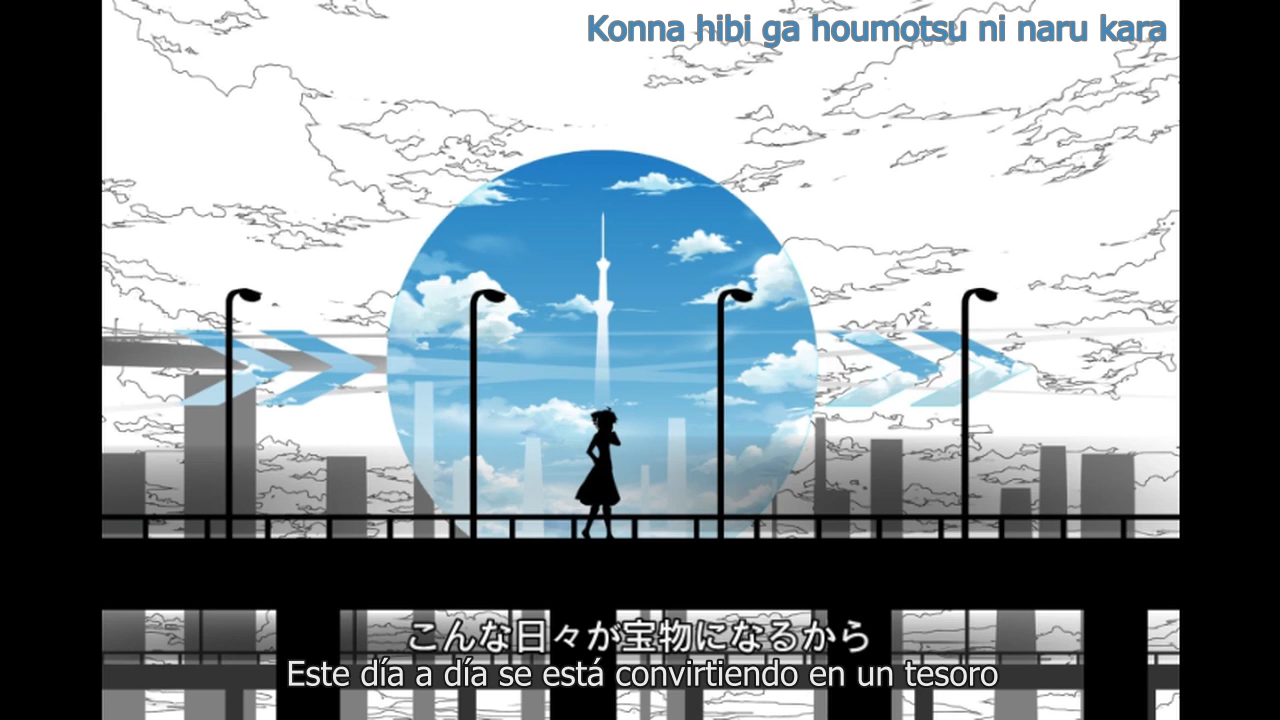 Konna hibi ga houmotsu ni naru kara
こんな日々が宝物になるから
Este día a día se está convirtiendo en un tesoro